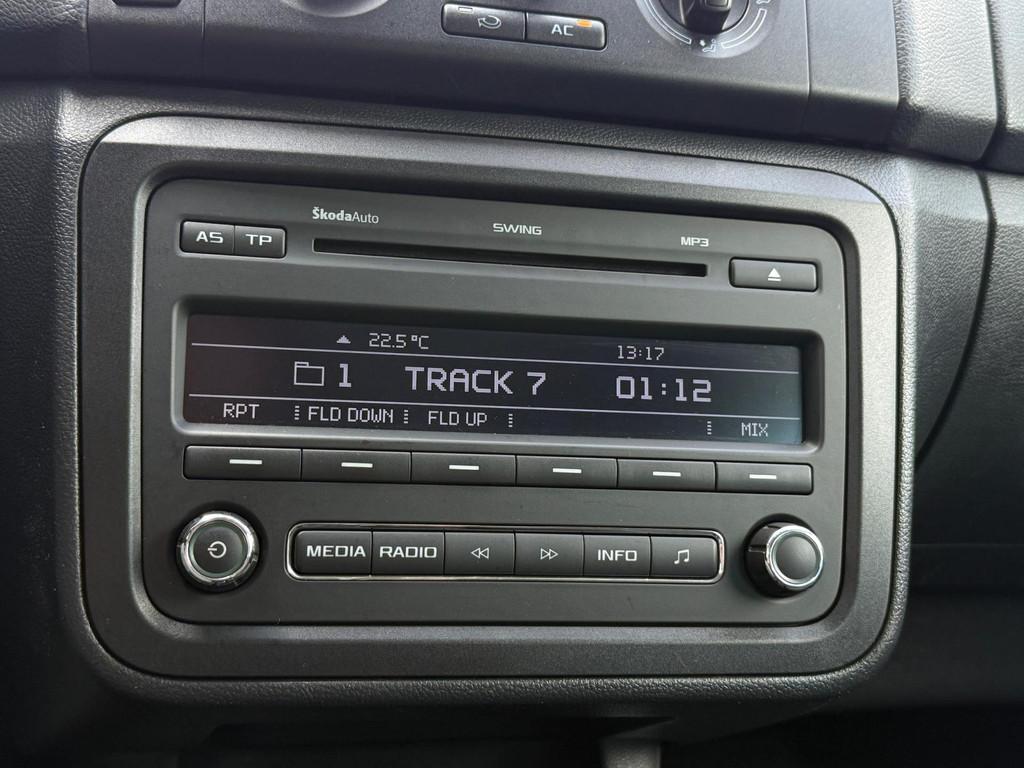 AC
ŠkodaAuto
SWING
MP3
AS TP
22.5°C 13:17
1 TRACK 7 01:12
RPT FLD DOWN FLD UP MIX
MEDIA RADIO INFO